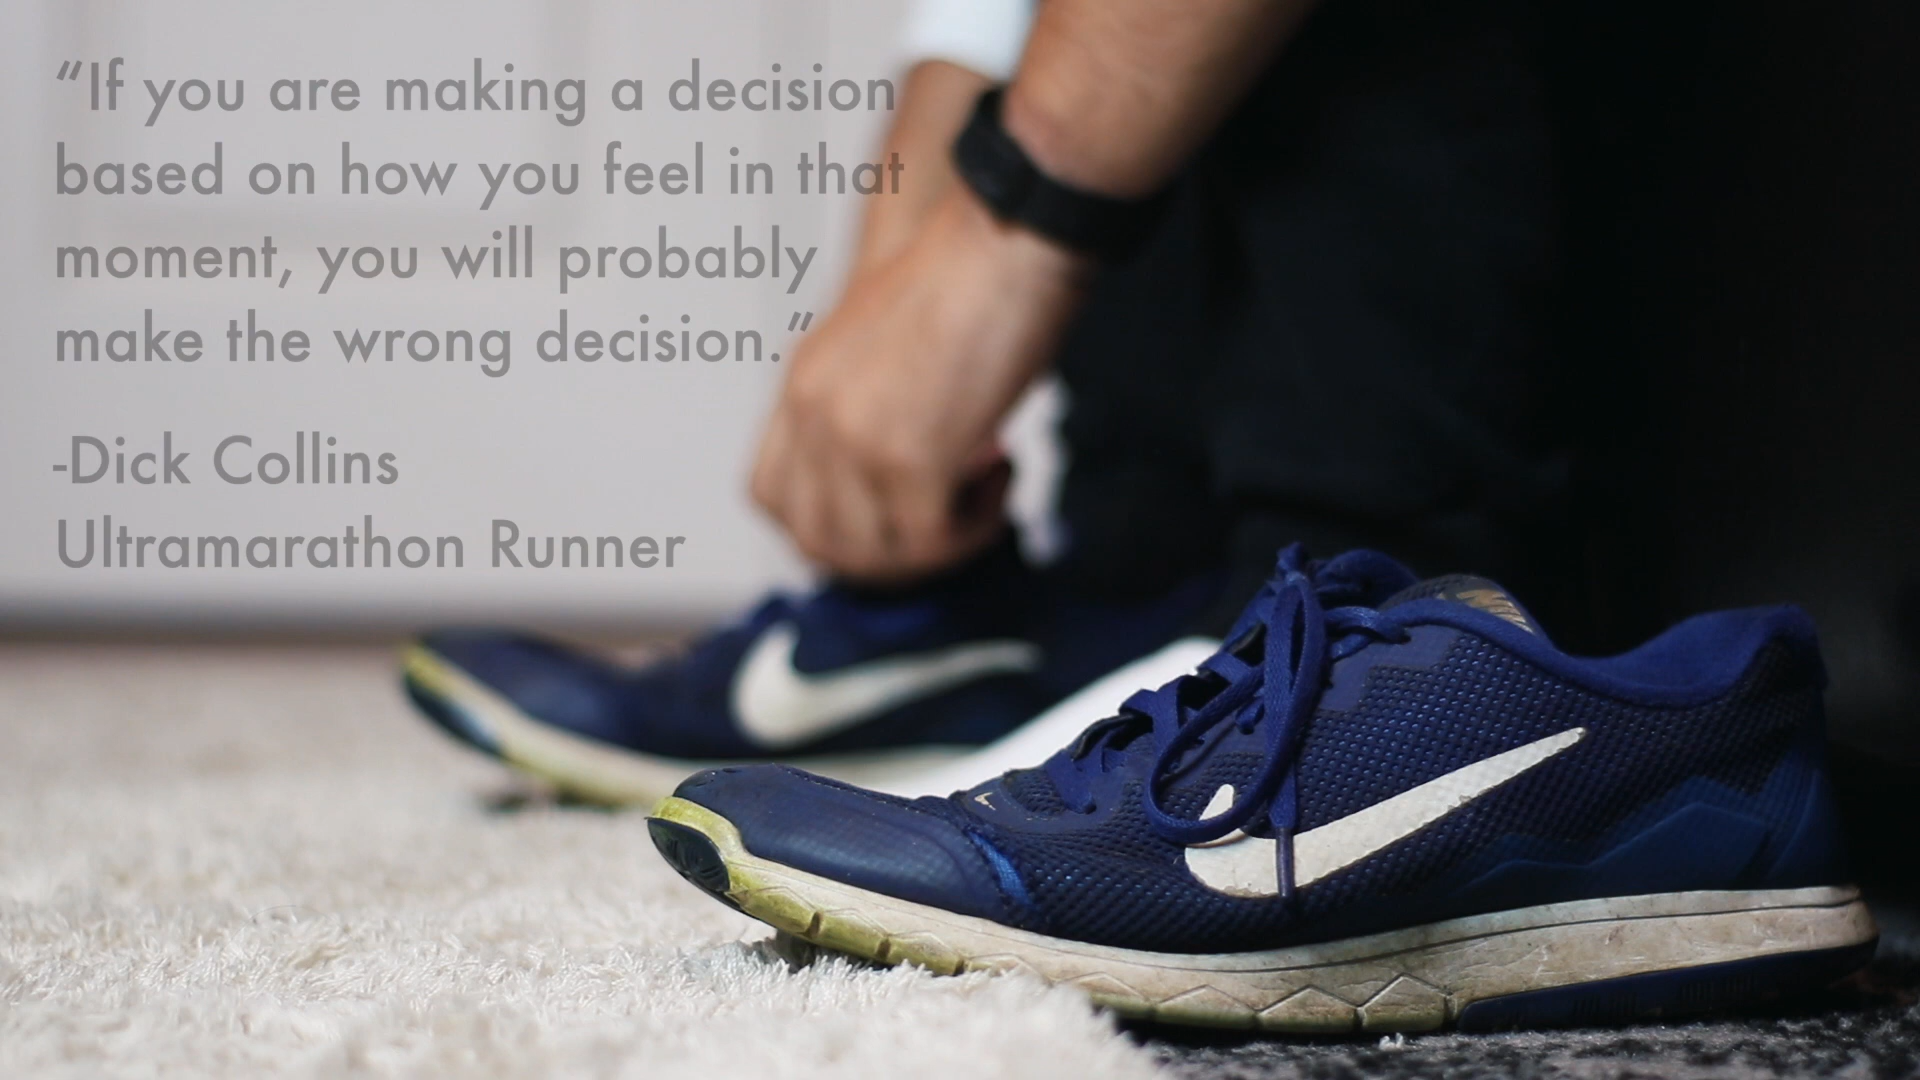 “If you are making a decision
based on how you feel in that
moment, you will probably
make the wrong decision.”
-Dick Collins
Ultramarathon Runner